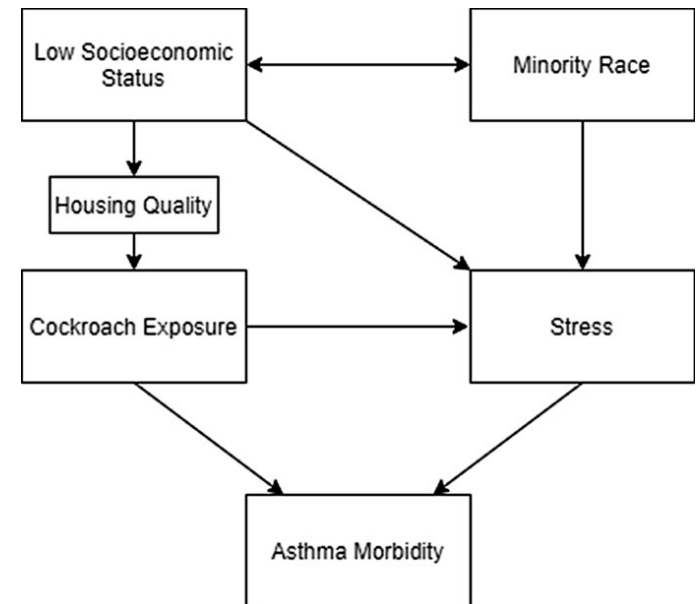 Low Socioeconomic
Status
Minority Race
Housing Quality
Cockroach Exposure
Stress
Asthma Morbidity